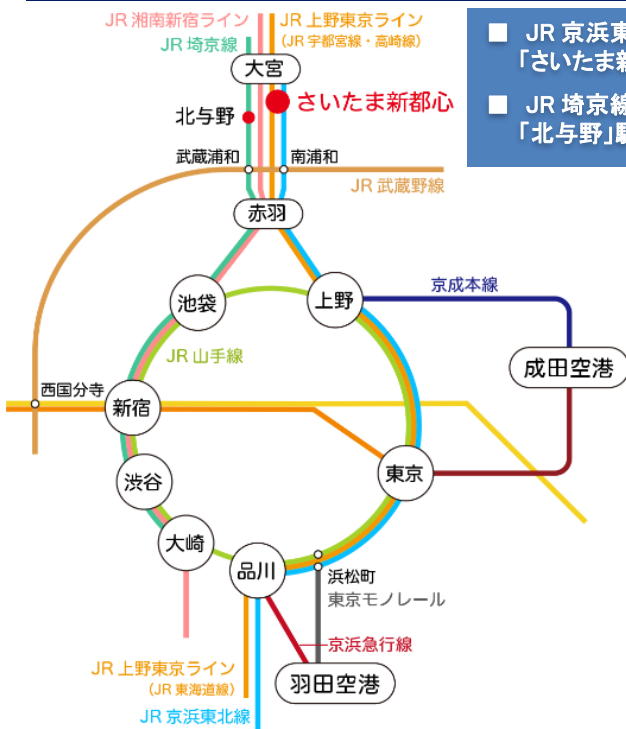 JR 湘南新宿ライン
JR 上野東京ライン
(JR 宇都宮線・高崎線)
JR 埼京線
大宮
■ JR 京浜東
「さいたま新
■ JR 埼京線
「北与野」駅
さいたま新都心
北与野
武蔵浦和
南浦和
JR 武蔵野線
赤羽
池袋
上野
京成本線
JR 山手線
成田空港
西国分寺
新宿
東京
渋谷
大崎
品川
浜松町
東京モノレール
京浜急行線
JR 上野東京ライン
(JR 東海道線)
羽田空港
JR 京浜東北線